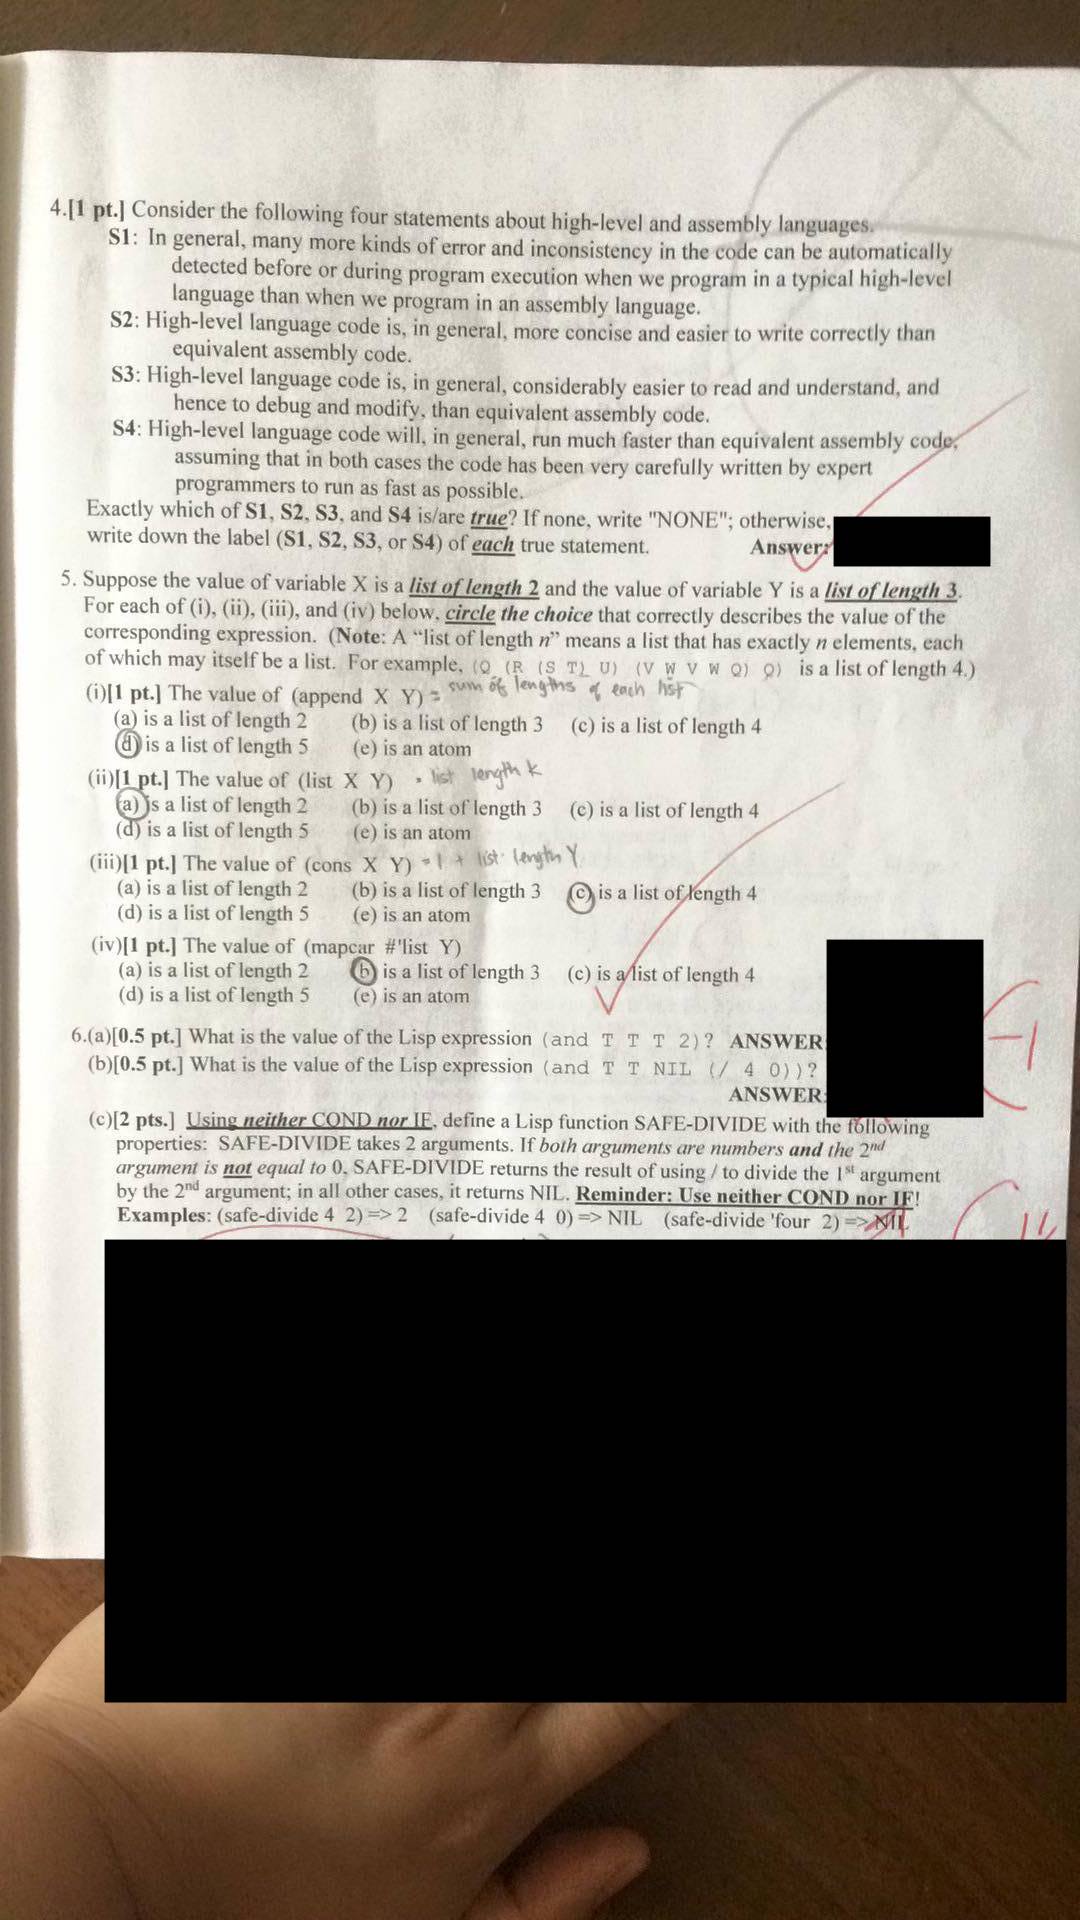 4.[1 pt.] Consider the following four statements about high-level and assembly languages.
S1: In general, many more kinds of error and inconsistency in the code can be automatically
detected before or during program execution when we program in a typical high-level
language than when we program in an assembly language.
S2: High-level language code is, in general, more concise and easier to write correctly than
equivalent assembly code.
S3: High-level language code is, in general, considerably easier to read and understand, and
hence to debug and modify, than equivalent assembly code.
S4: High-level language code will, in general, run much faster than equivalent assembly code,
assuming that in both cases the code has been very carefully written by expert
programmers to run as fast as possible.
Exactly which of S1, S2, S3, and S4 is/are true? If none, write "NONE"; otherwise,
write down the label (S1, S2, S3, or S4) of each true statement. Answer:
5. Suppose the value of variable X is a list of length 2 and the value of variable Y is a list of length 3.
For each of (i), (ii), (iii), and (iv) below, circle the choice that correctly describes the value of the
corresponding expression. (Note: A “list of length n” means a list that has exactly n elements, each
of which may itself be a list. For example, (Q (R (S T) U) (V W V W Q) Q) is a list of length 4.)
(i)[1 pt.] The value of (append X Y) = sum of lengths of each list
(a) is a list of length 2 (b) is a list of length 3 (c) is a list of length 4
(d) is a list of length 5 (e) is an atom
(ii)[1 pt.] The value of (list X Y) • list length k
(a) is a list of length 2 (b) is a list of length 3 (c) is a list of length 4
(d) is a list of length 5 (e) is an atom
(iii)[1 pt.] The value of (cons X Y) = 1 + list length Y
(a) is a list of length 2 (b) is a list of length 3 (c) is a list of length 4
(d) is a list of length 5 (e) is an atom
(iv)[1 pt.] The value of (mapcar #'list Y)
(a) is a list of length 2 (b) is a list of length 3 (c) is a list of length 4
(d) is a list of length 5 (e) is an atom
6.(a)[0.5 pt.] What is the value of the Lisp expression (and T T T 2)? ANSWER
-1
(b)[0.5 pt.] What is the value of the Lisp expression (and T T NIL (/ 4 0))?
ANSWER:
(c)[2 pts.] Using neither COND nor IF, define a Lisp function SAFE-DIVIDE with the following
properties: SAFE-DIVIDE takes 2 arguments. If both arguments are numbers and the 2nd
argument is not equal to 0, SAFE-DIVIDE returns the result of using / to divide the 1st argument
by the 2nd argument; in all other cases, it returns NIL. Reminder: Use neither COND nor IF!
Examples: (safe-divide 4 2) => 2 (safe-divide 4 0) => NIL (safe-divide 'four 2) => NIL